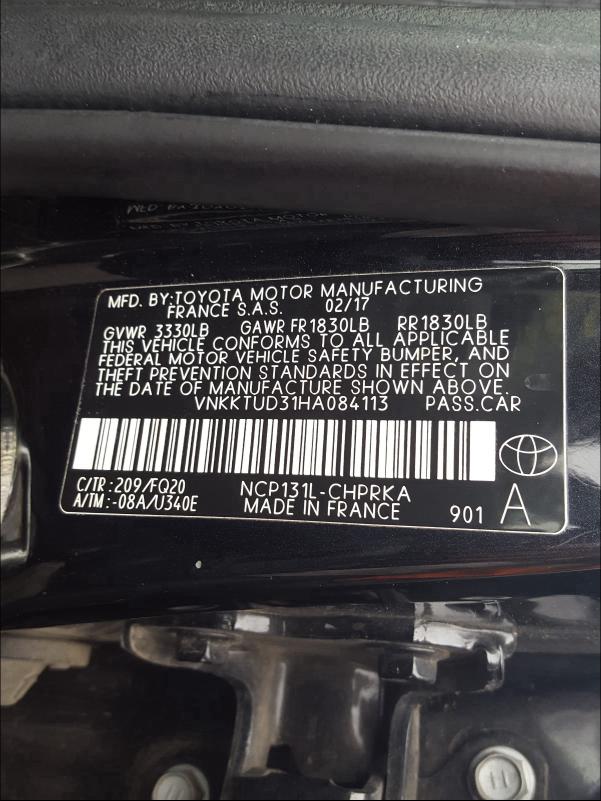 MFD. BY:TOYOTA MOTOR MANUFACTURING
FRANCE S.A.S. 02/17
GVWR 3330LB GAWR FR1830LB RR1830LB
THIS VEHICLE CONFORMS TO ALL APPLICABLE
FEDERAL MOTOR VEHICLE SAFETY BUMPER, AND
THEFT PREVENTION STANDARDS IN EFFECT ON
THE DATE OF MANUFACTURE SHOWN ABOVE.
VNKKTUD31HA084113 PASS.CAR
C/TR:209/FQ20 NCP131L-CHPRKA
A/TM:-08A/U340E MADE IN FRANCE 901 A